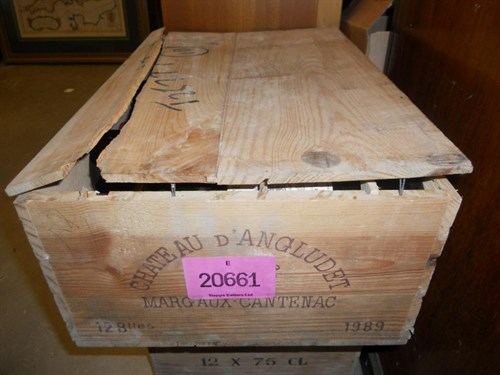 CHATEAU D'ANGLUDET
E
20661
MARGAUX-CANTENAC
12 Blles
1989
12 X 75 CL